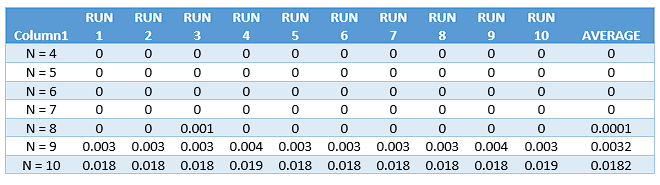 RUN RUN RUN RUN RUN RUN RUN RUN RUN RUN
Column1 1 2 3 4 5 6 7 8 9 10 AVERAGE
N = 4 0 0 0 0 0 0 0 0 0 0 0
N = 5 0 0 0 0 0 0 0 0 0 0 0
N = 6 0 0 0 0 0 0 0 0 0 0 0
N = 7 0 0 0 0 0 0 0 0 0 0 0
N = 8 0 0 0.001 0 0 0 0 0 0 0 0.0001
N = 9 0.003 0.003 0.003 0.004 0.003 0.003 0.003 0.003 0.004 0.003 0.0032
N = 10 0.018 0.018 0.018 0.019 0.018 0.018 0.018 0.018 0.018 0.019 0.0182